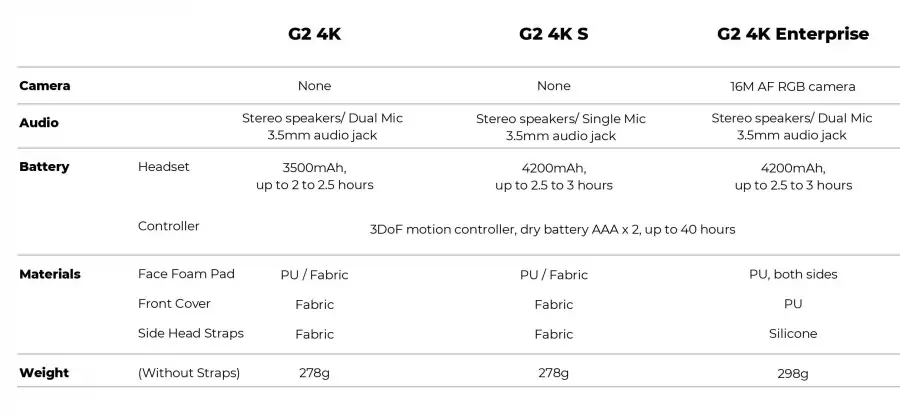 G2 4K G2 4K S G2 4K Enterprise
Camera None None 16M AF RGB camera
Audio Stereo speakers/ Dual Mic Stereo speakers/ Single Mic Stereo speakers/ Dual Mic
3.5mm audio jack 3.5mm audio jack 3.5mm audio jack
Battery Headset 3500mAh, 4200mAh, 4200mAh,
up to 2 to 2.5 hours up to 2.5 to 3 hours up to 2.5 to 3 hours
Controller 3DoF motion controller, dry battery AAA x 2, up to 40 hours
Materials Face Foam Pad PU / Fabric PU / Fabric PU, both sides
Front Cover Fabric Fabric PU
Side Head Straps Fabric Fabric Silicone
Weight (Without Straps) 278g 278g 298g